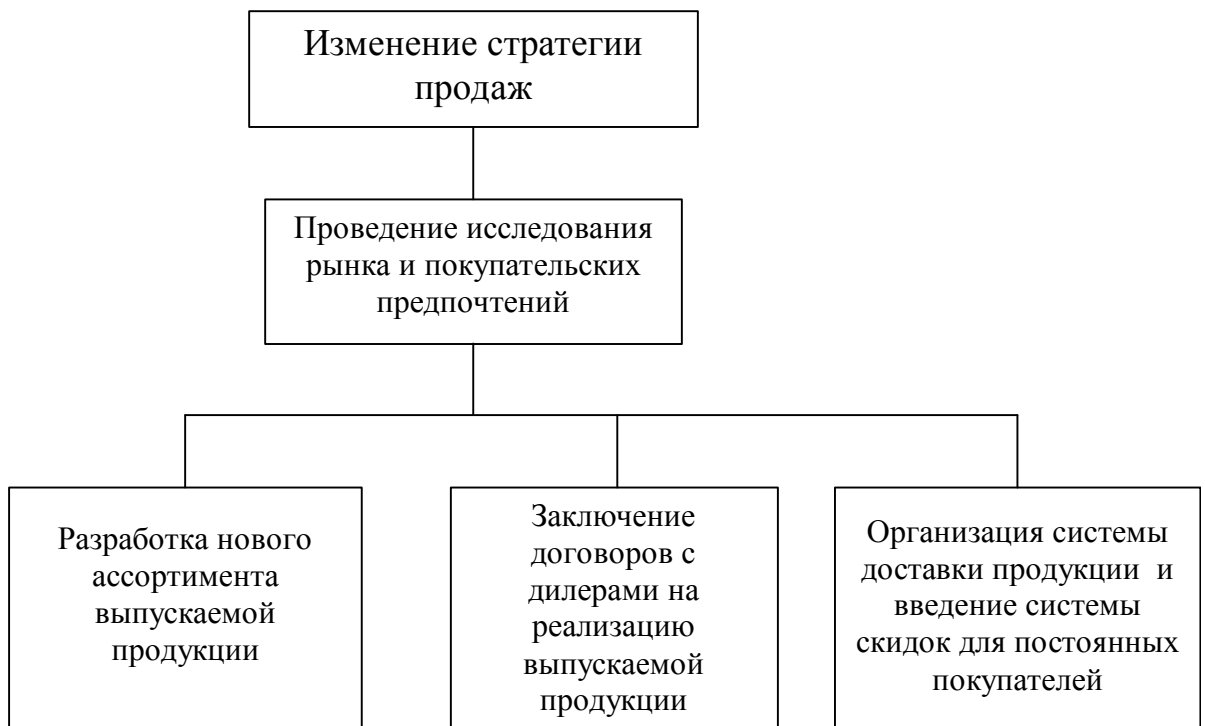 Изменение стратегии
продаж
Проведение исследования
рынка и покупательских
предпочтений
Разработка нового
ассортимента
выпускаемой
продукции
Заключение
договоров с
дилерами на
реализацию
выпускаемой
продукции
Организация системы
доставки продукции и
введение системы
скидок для постоянных
покупателей